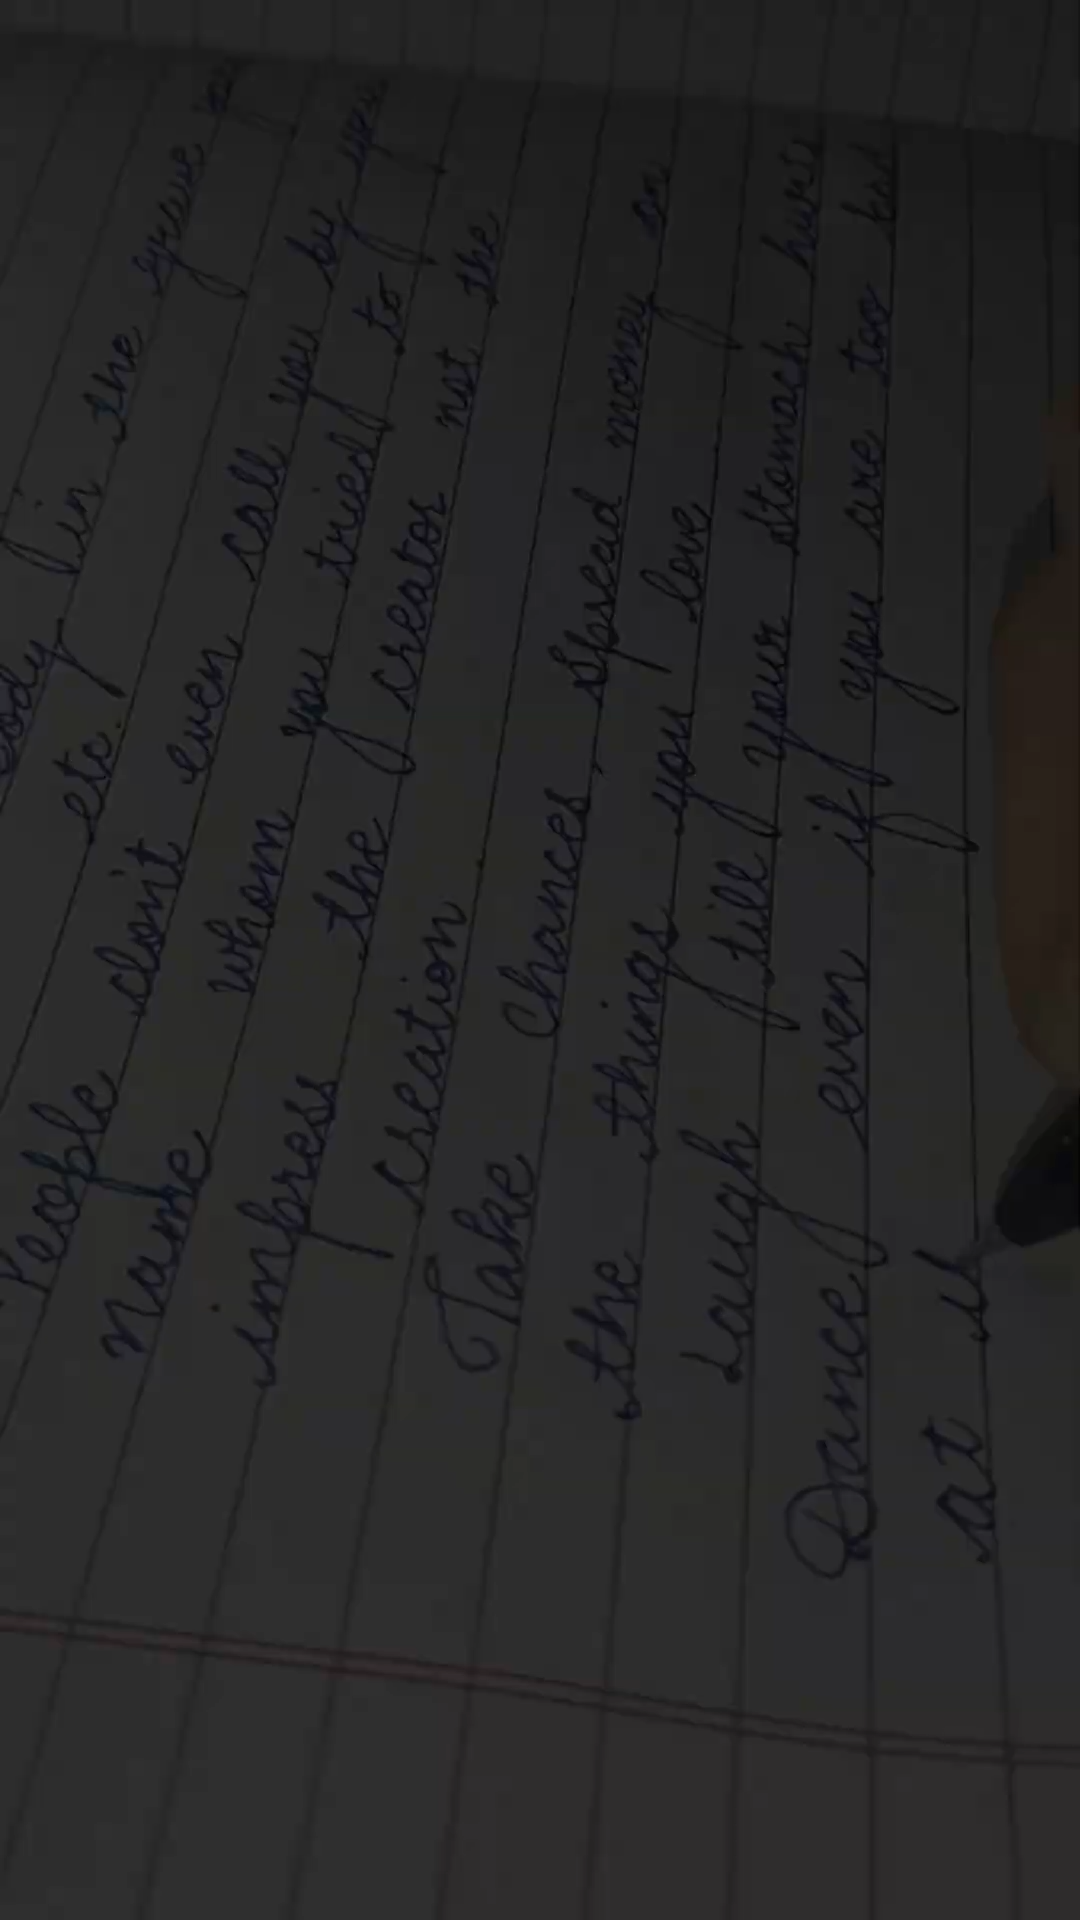 body in the grave
etc.
People don't even call you by your
name whom you tried to
impress the creator not the
creation.
Take chances, spend money on
the things you love
Laugh till your stomach hurs
Dance even if you are too bad
at it